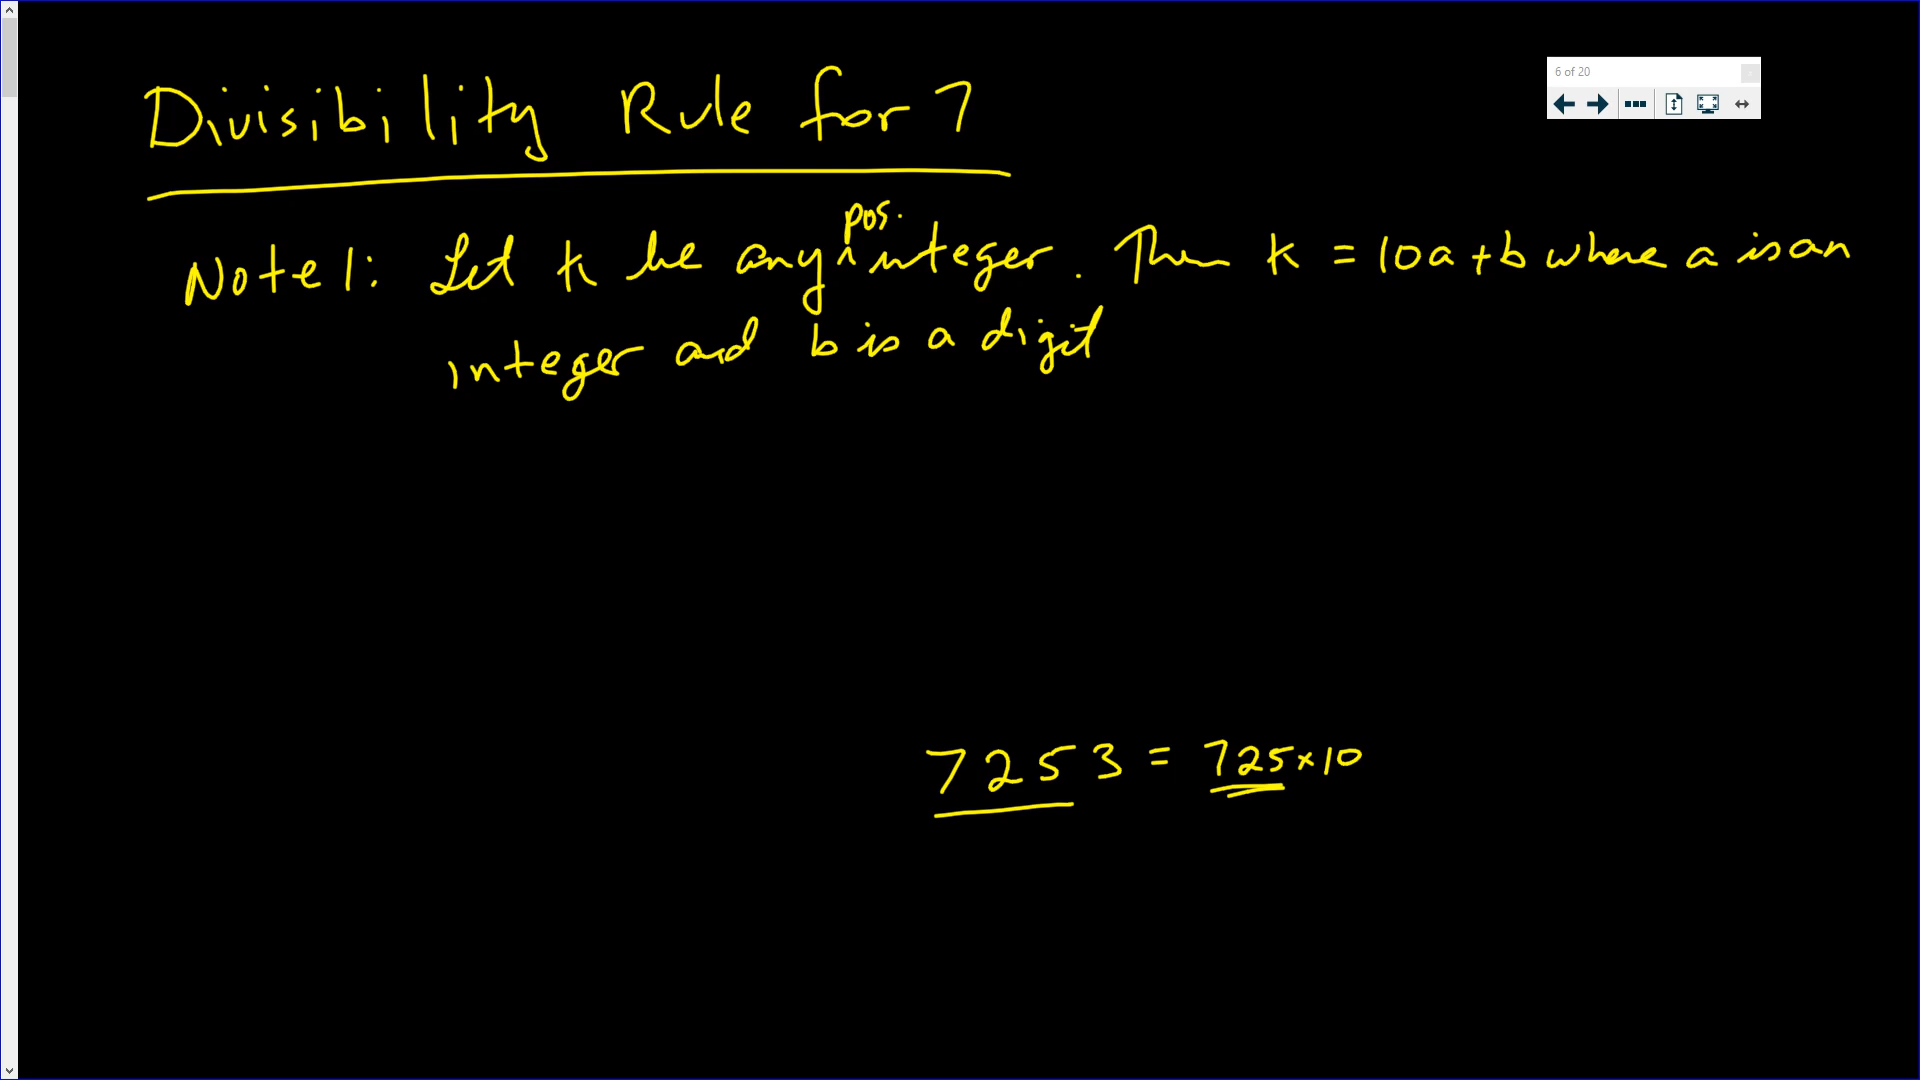 6 of 20
Divisibility Rule for 7
pos.
Note 1: Let k be any ^ integer. Then k = 10a + b where a is an
integer and b is a digit
7253 = 725 × 10